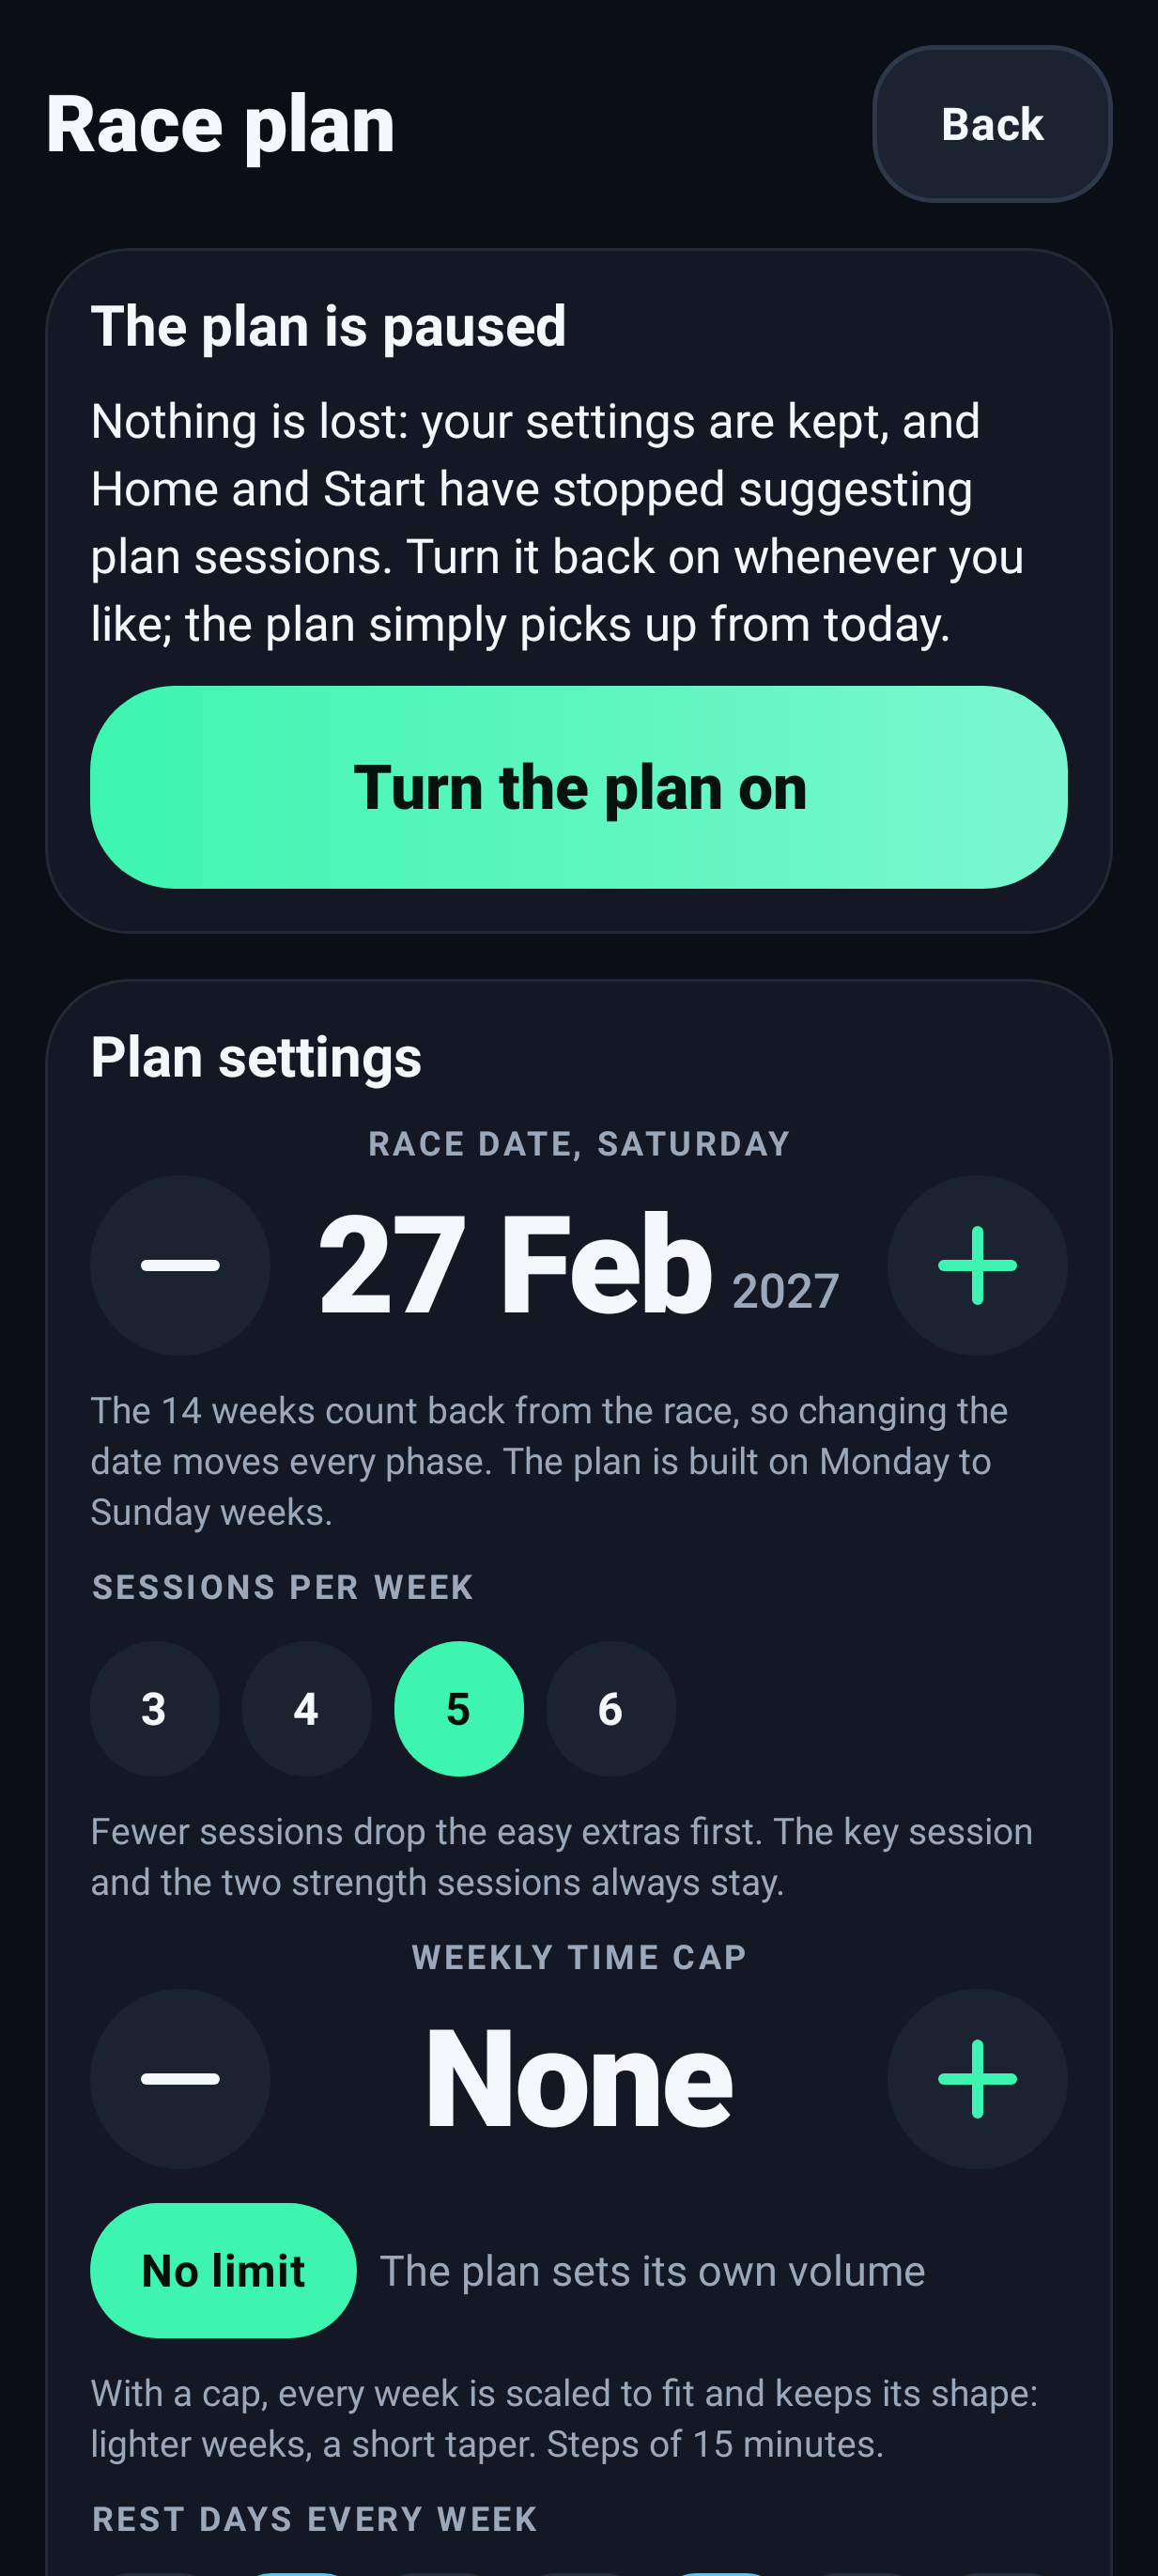 Race plan
Back
The plan is paused
Nothing is lost: your settings are kept, and
Home and Start have stopped suggesting
plan sessions. Turn it back on whenever you
like; the plan simply picks up from today.
Turn the plan on
Plan settings
RACE DATE, SATURDAY
27 Feb 2027
The 14 weeks count back from the race, so changing the
date moves every phase. The plan is built on Monday to
Sunday weeks.
SESSIONS PER WEEK
3 4 5 6
Fewer sessions drop the easy extras first. The key session
and the two strength sessions always stay.
WEEKLY TIME CAP
None
No limit The plan sets its own volume
With a cap, every week is scaled to fit and keeps its shape:
lighter weeks, a short taper. Steps of 15 minutes.
REST DAYS EVERY WEEK